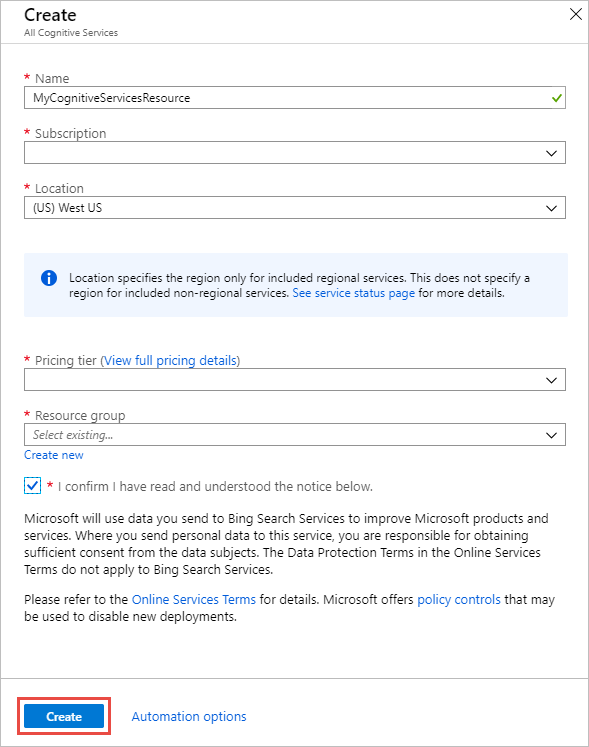 Create
All Cognitive Services
* Name
MyCognitiveServicesResource
* Subscription
* Location
(US) West US
Location specifies the region only for included regional services. This does not specify a
region for included non-regional services. See service status page for more details.
* Pricing tier (View full pricing details)
* Resource group
Select existing...
Create new
* I confirm I have read and understood the notice below.
Microsoft will use data you send to Bing Search Services to improve Microsoft products and
services. Where you send personal data to this service, you are responsible for obtaining
sufficient consent from the data subjects. The Data Protection Terms in the Online Services
Terms do not apply to Bing Search Services.
Please refer to the Online Services Terms for details. Microsoft offers policy controls that may
be used to disable new deployments.
Create Automation options